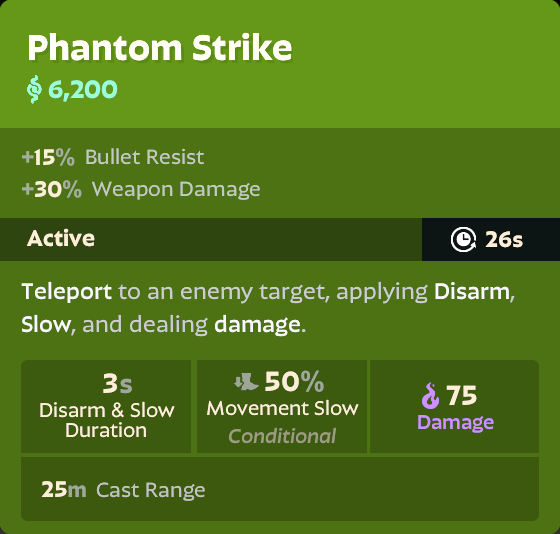 Phantom Strike
6,200
+15% Bullet Resist
+30% Weapon Damage
Active
26s
Teleport to an enemy target, applying Disarm,
Slow, and dealing damage.
3s
Disarm & Slow
Duration
50%
Movement Slow
Conditional
75
Damage
25m Cast Range